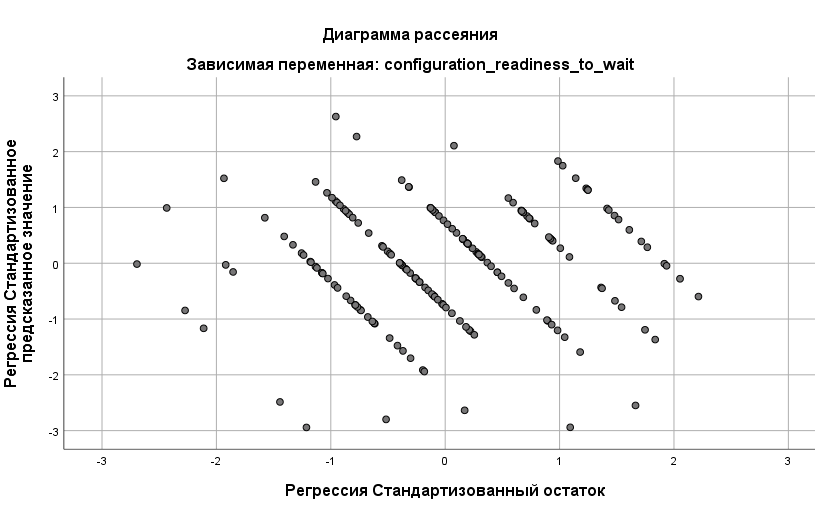 Диаграмма рассеяния
Зависимая переменная: configuration_readiness_to_wait
Регрессия Стандартизованное
предсказанное значение
3
2
1
0
-1
-2
-3
-3
-2
-1
0
1
2
3
Регрессия Стандартизованный остаток